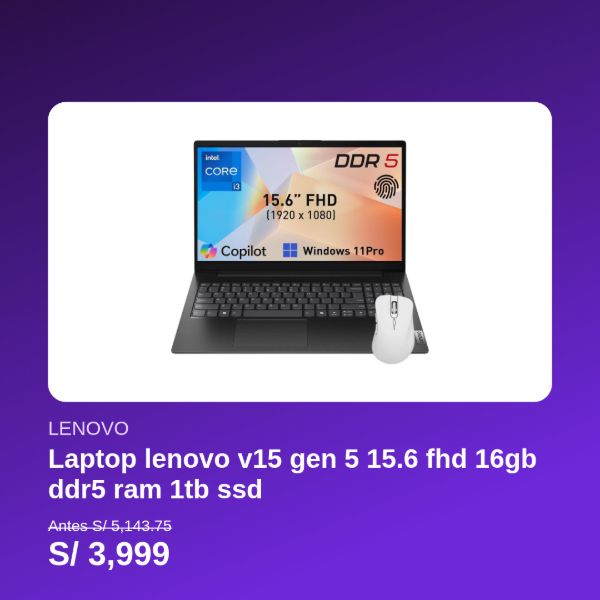 intel.
CORE
i3
DDR 5
15.6” FHD
(1920 x 1080)
Copilot
Windows 11Pro
LENOVO
Laptop lenovo v15 gen 5 15.6 fhd 16gb
ddr5 ram 1tb ssd
Antes S/ 5,143.75
S/ 3,999